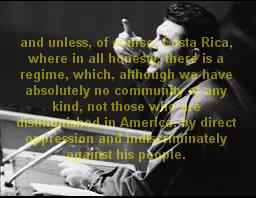 and unless, of course, Costa Rica,
where in all honesty, there is a
regime, which, although we have
absolutely no community of any
kind, not those who are
distinguished in America, by direct
oppression and indiscriminately
against his people.